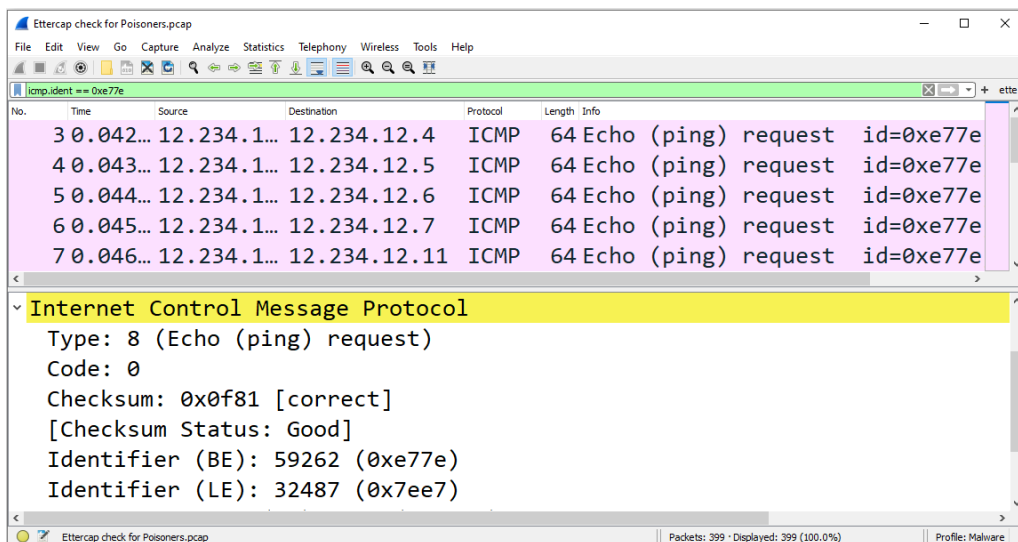 Ettercap check for Poisoners.pcap
File Edit View Go Capture Analyze Statistics Telephony Wireless Tools Help
icmp.ident == 0xe77e + ette
No. Time Source Destination Protocol Length Info
3 0.042… 12.234.1… 12.234.12.4 ICMP 64 Echo (ping) request id=0xe77e
4 0.043… 12.234.1… 12.234.12.5 ICMP 64 Echo (ping) request id=0xe77e
5 0.044… 12.234.1… 12.234.12.6 ICMP 64 Echo (ping) request id=0xe77e
6 0.045… 12.234.1… 12.234.12.7 ICMP 64 Echo (ping) request id=0xe77e
7 0.046… 12.234.1… 12.234.12.11 ICMP 64 Echo (ping) request id=0xe77e
Internet Control Message Protocol
Type: 8 (Echo (ping) request)
Code: 0
Checksum: 0x0f81 [correct]
[Checksum Status: Good]
Identifier (BE): 59262 (0xe77e)
Identifier (LE): 32487 (0x7ee7)
Ettercap check for Poisoners.pcap Packets: 399 · Displayed: 399 (100.0%) Profile: Malware